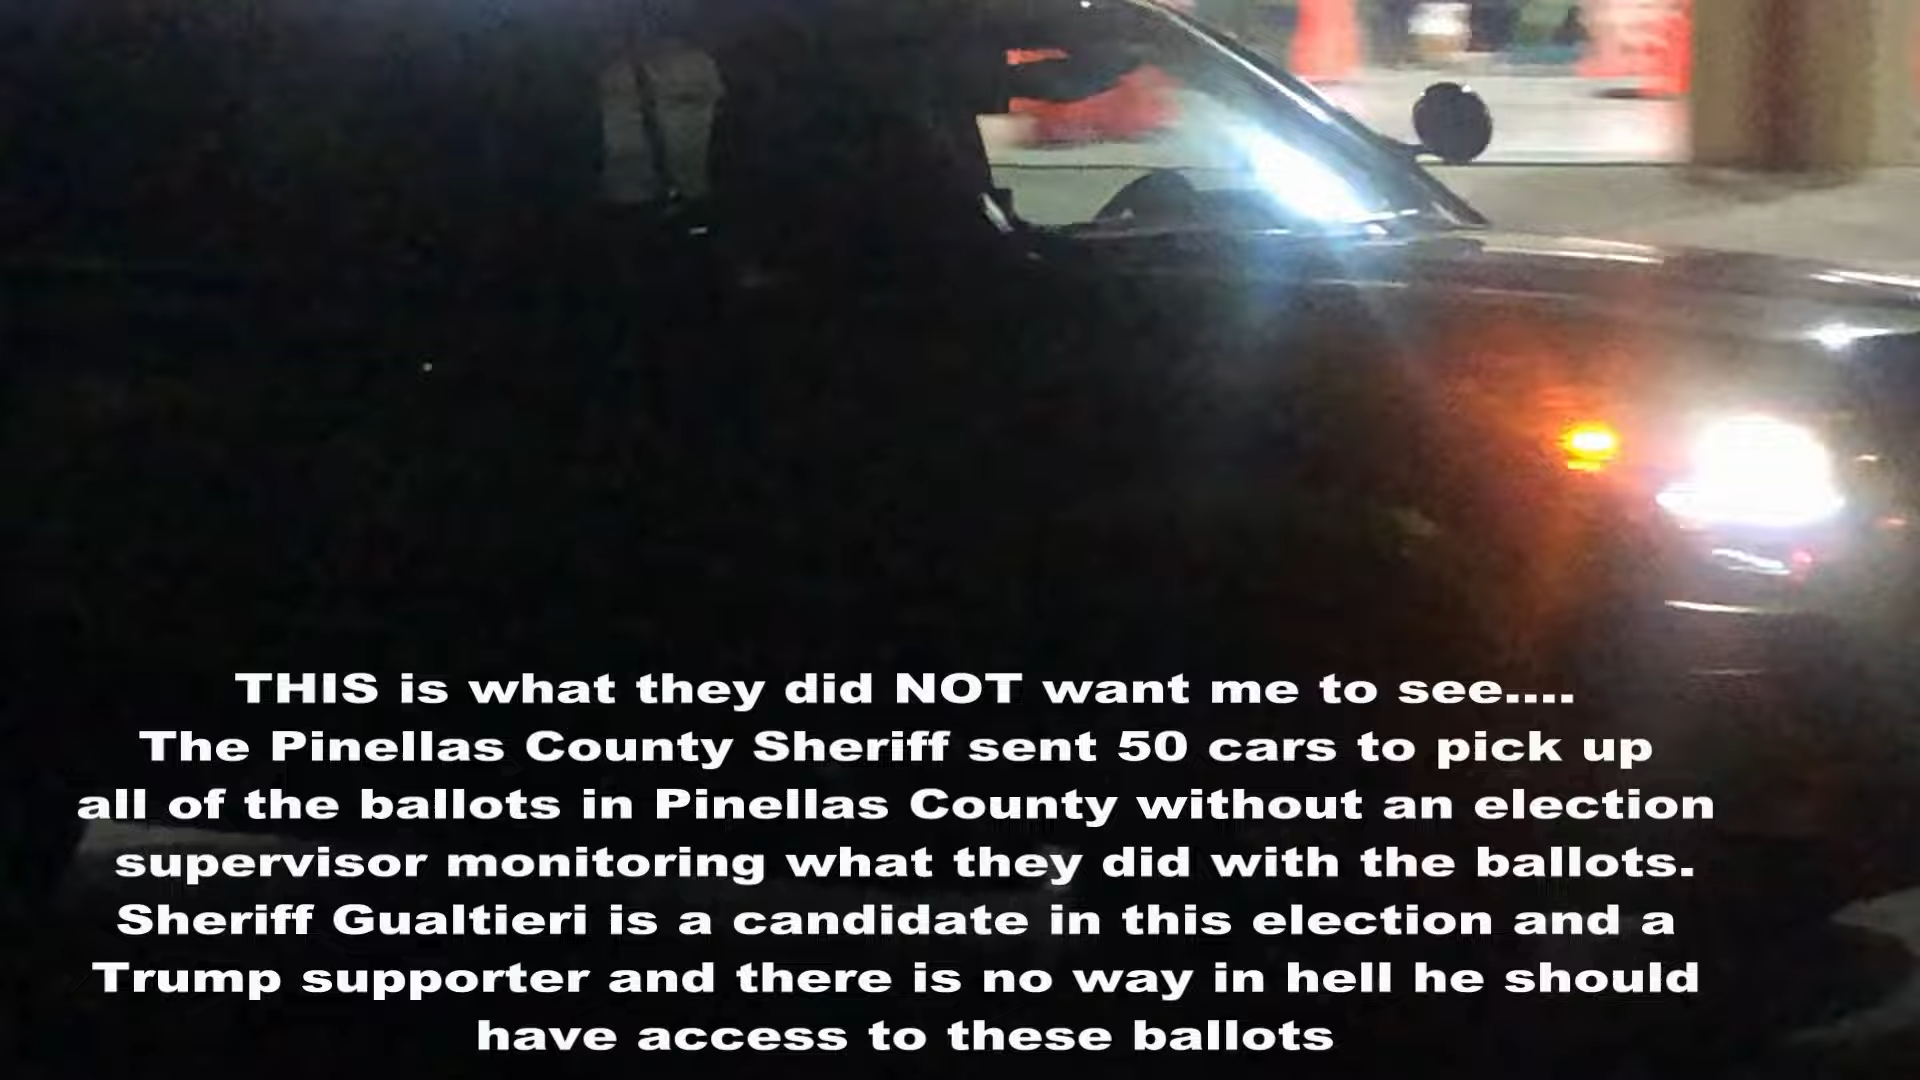 THIS is what they did NOT want me to see....
The Pinellas County Sheriff sent 50 cars to pick up
all of the ballots in Pinellas County without an election
supervisor monitoring what they did with the ballots.
Sheriff Gualtieri is a candidate in this election and a
Trump supporter and there is no way in hell he should
have access to these ballots